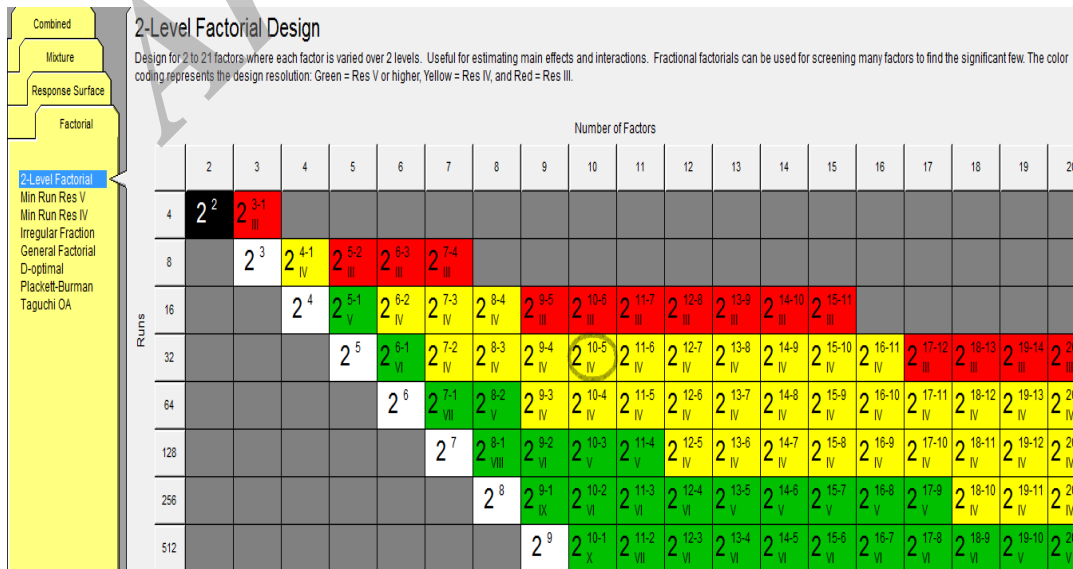 Combined
Mixture
Response Surface
Factorial
2-Level Factorial
Min Run Res V
Min Run Res IV
Irregular Fraction
General Factorial
D-optimal
Plackett-Burman
Taguchi OA
2-Level Factorial Design
Design for 2 to 21 factors where each factor is varied over 2 levels. Useful for estimating main effects and interactions. Fractional factorials can be used for screening many factors to find the significant few. The color
coding represents the design resolution: Green = Res V or higher, Yellow = Res IV, and Red = Res III.
Number of Factors
2 3 4 5 6 7 8 9 10 11 12 13 14 15 16 17 18 19
Runs
4 2 2 2 3-1 III
8 2 3 2 4-1 IV 2 5-2 III 2 6-3 III 2 7-4 III
16 2 4 2 5-1 V 2 6-2 IV 2 7-3 IV 2 8-4 IV 2 9-5 III 2 10-6 III 2 11-7 III 2 12-8 III 2 13-9 III 2 14-10 III 2 15-11 III
32 2 5 2 6-1 VI 2 7-2 IV 2 8-3 IV 2 9-4 IV 2 10-5 IV 2 11-6 IV 2 12-7 IV 2 13-8 IV 2 14-9 IV 2 15-10 IV 2 16-11 IV 2 17-12 III 2 18-13 III 2 19-14 III 2
64 2 6 2 7-1 VII 2 8-2 V 2 9-3 IV 2 10-4 IV 2 11-5 IV 2 12-6 IV 2 13-7 IV 2 14-8 IV 2 15-9 IV 2 16-10 IV 2 17-11 IV 2 18-12 IV 2 19-13 IV 2
128 2 7 2 8-1 VIII 2 9-2 VI 2 10-3 V 2 11-4 V 2 12-5 IV 2 13-6 IV 2 14-7 IV 2 15-8 IV 2 16-9 IV 2 17-10 IV 2 18-11 IV 2 19-12 IV 2
256 2 8 2 9-1 IX 2 10-2 VI 2 11-3 VI 2 12-4 VI 2 13-5 V 2 14-6 V 2 15-7 V 2 16-8 V 2 17-9 V 2 18-10 IV 2 19-11 IV 2
512 2 9 2 10-1 X 2 11-2 VII 2 12-3 VI 2 13-4 VI 2 14-5 VI 2 15-6 VI 2 16-7 VI 2 17-8 VI 2 18-9 VI 2 19-10 V 2